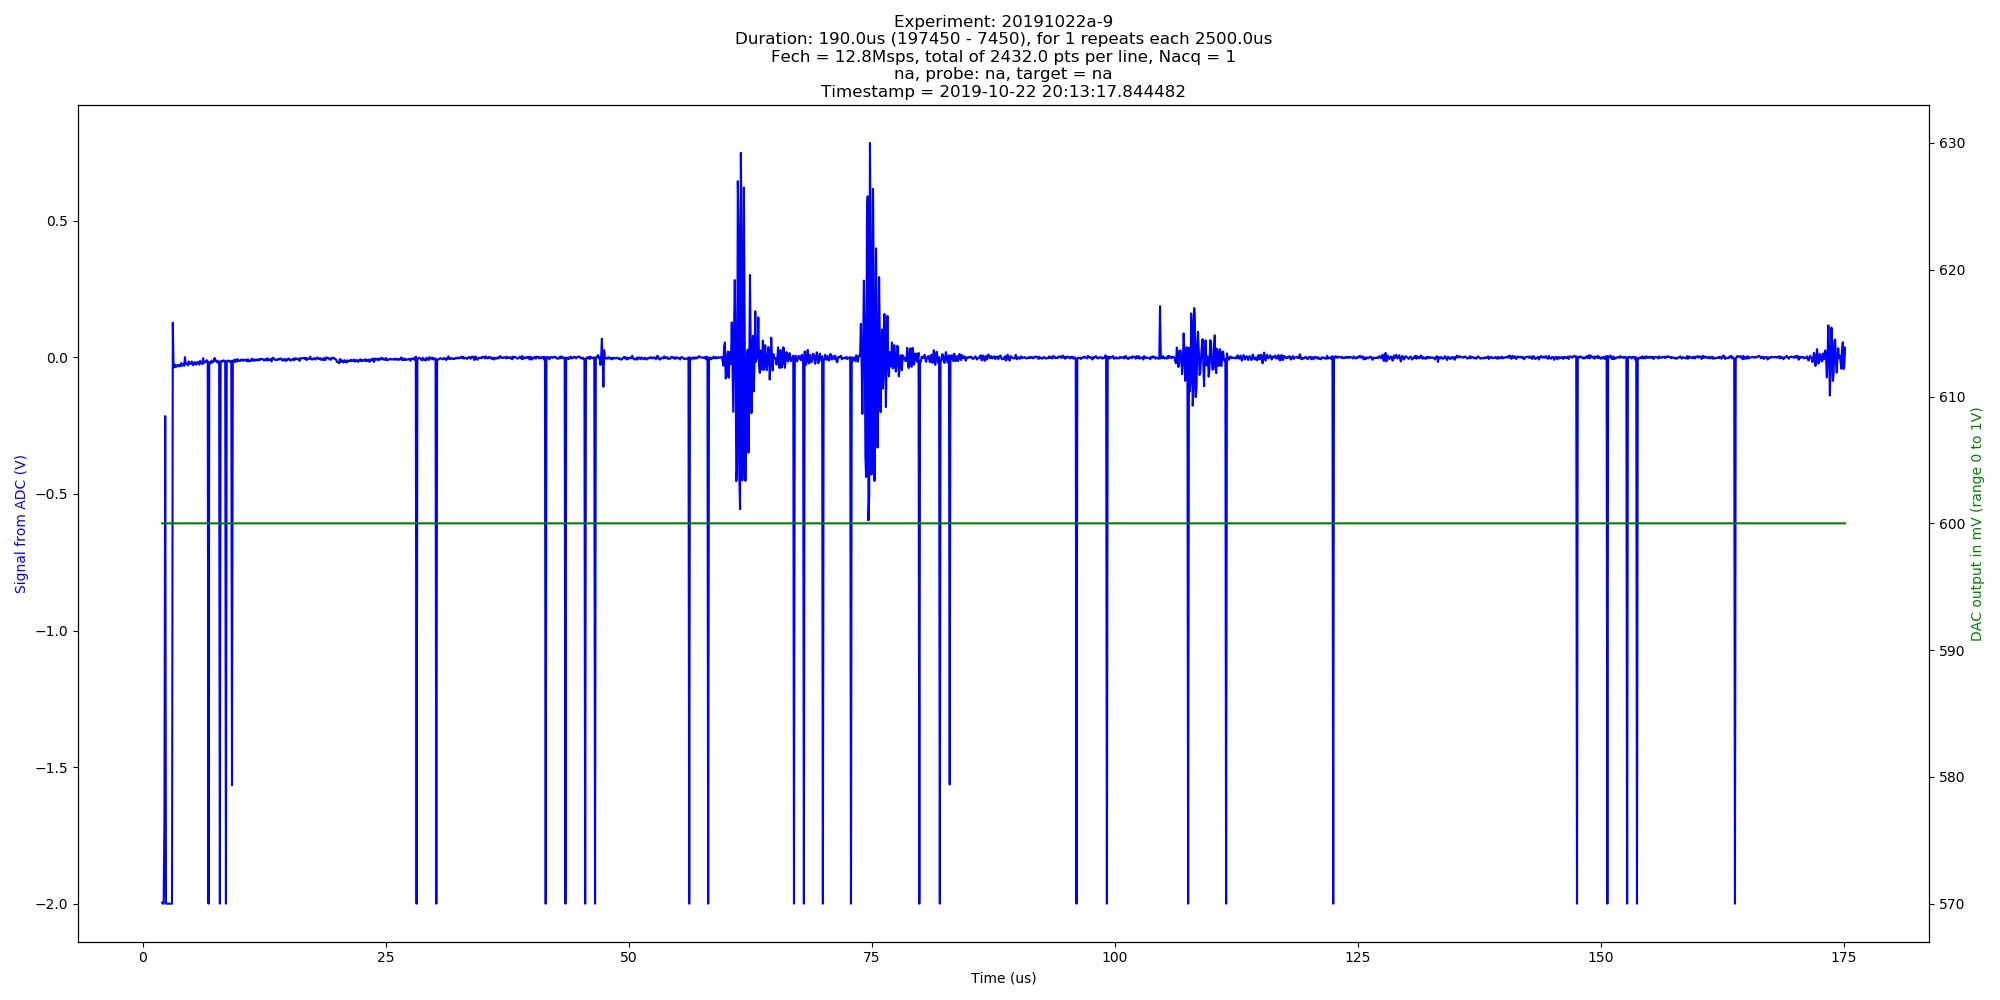 Experiment: 20191022a-9
Duration: 190.0us (197450 - 7450), for 1 repeats each 2500.0us
Fech = 12.8Msps, total of 2432.0 pts per line, Nacq = 1
na, probe: na, target = na
Timestamp = 2019-10-22 20:13:17.844482
Signal from ADC (V)
0.5
0.0
−0.5
−1.0
−1.5
−2.0
630
620
610
600
590
580
570
DAC output in mV (range 0 to 1V)
0 25 50 75 100 125 150 175
Time (us)